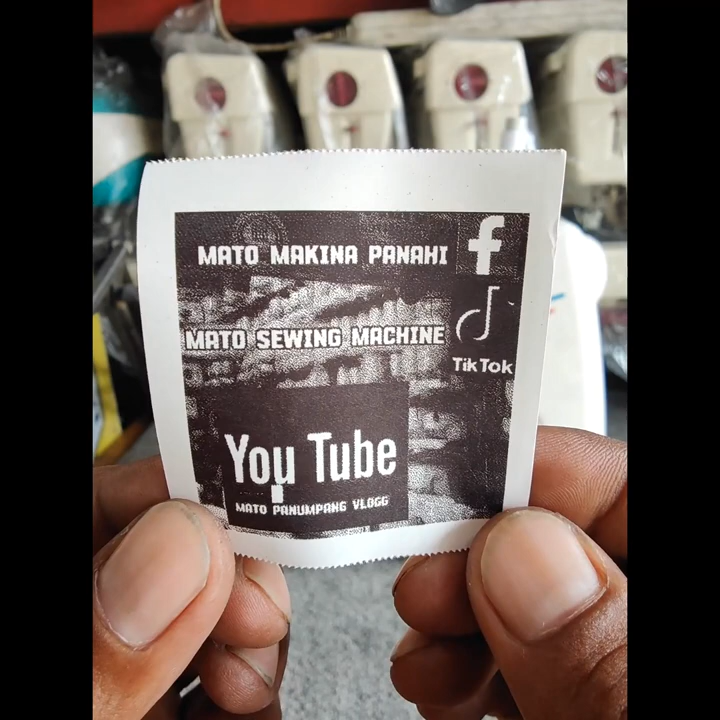 MATO MAKINA PANAHI
f
MATO SEWING MACHINE
TikTok
You Tube
MATO PANUMPANG VLOGG